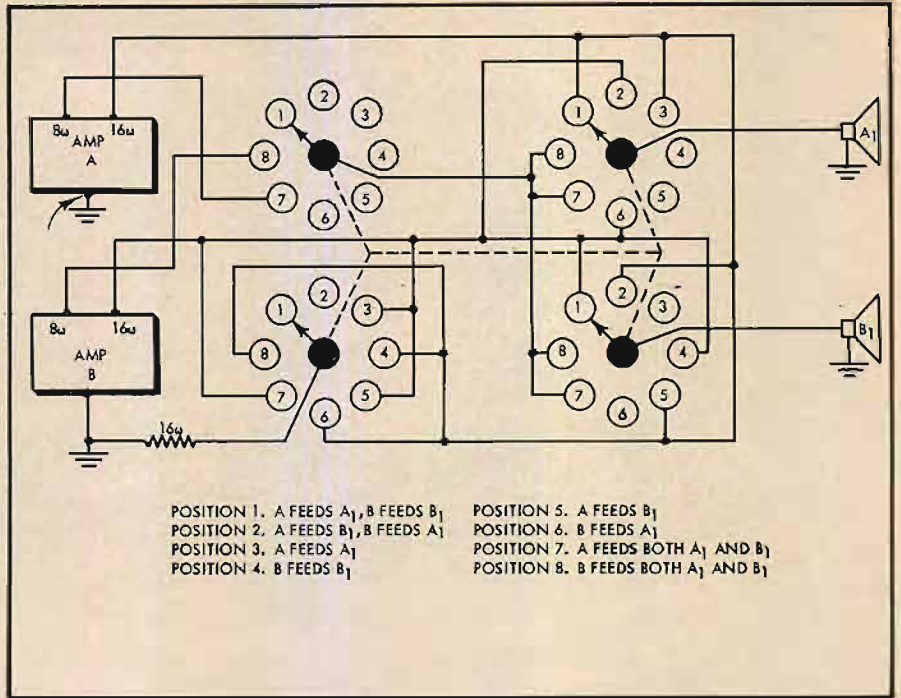 8ω 16ω
AMP
A
8ω 16ω
AMP
B
16ω
1 2 3 4 5 6 7 8
1 2 3 4 5 6 7 8
1 2 3 4 5 6 7 8
1 2 3 4 5 6 7 8
A1
B1
POSITION 1. A FEEDS A1, B FEEDS B1
POSITION 2. A FEEDS B1, B FEEDS A1
POSITION 3. A FEEDS A1
POSITION 4. B FEEDS B1
POSITION 5. A FEEDS B1
POSITION 6. B FEEDS A1
POSITION 7. A FEEDS BOTH A1 AND B1
POSITION 8. B FEEDS BOTH A1 AND B1